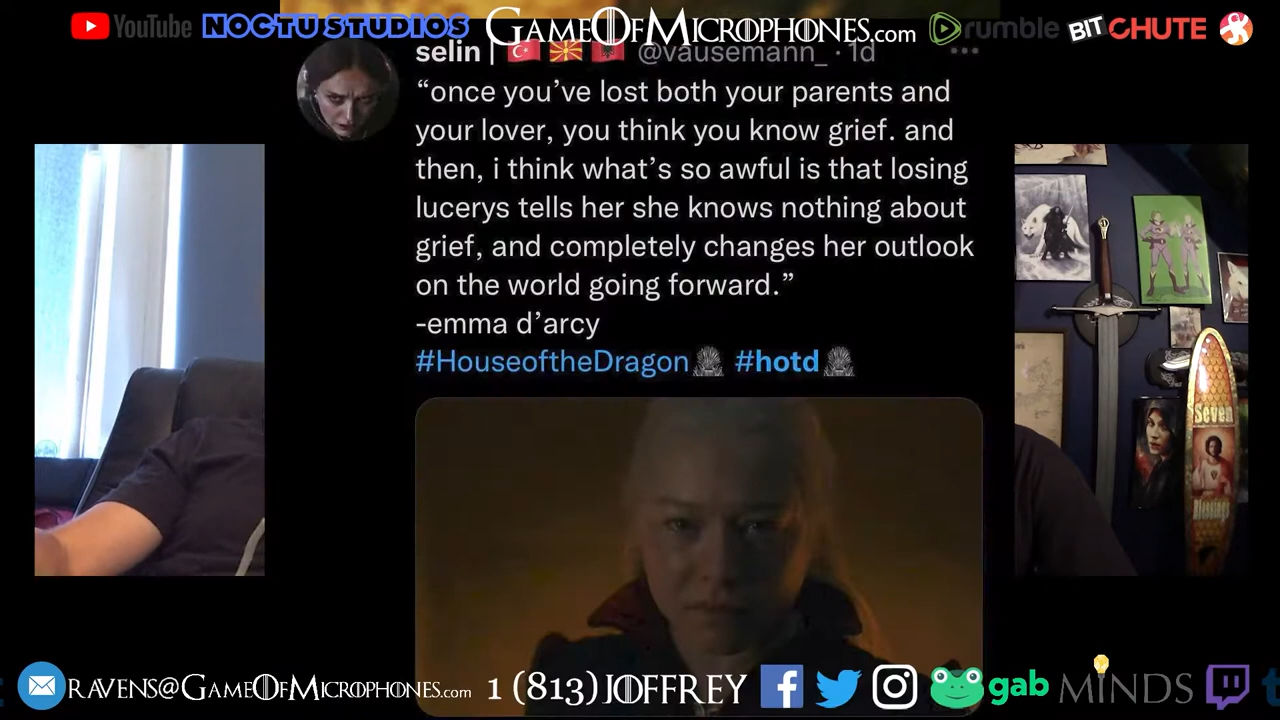 YouTube NOCTU STUDIOS GAMEOFMICROPHONES.com rumble BITCHUTE
selin | @vausemann_ · 1d
“once you’ve lost both your parents and
your lover, you think you know grief. and
then, i think what’s so awful is that losing
lucerys tells her she knows nothing about
grief, and completely changes her outlook
on the world going forward.”
-emma d’arcy
#HouseoftheDragon #hotd
Seven
Blessings
RAVENS@GAMEOFMICROPHONES.com 1 (813) JOFFREY gab MINDS